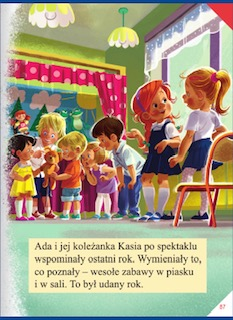 Ada i jej koleżanka Kasia po spektaklu
wspominały ostatni rok. Wymieniały to,
co poznały – wesołe zabawy w piasku
i w sali. To był udany rok.
87